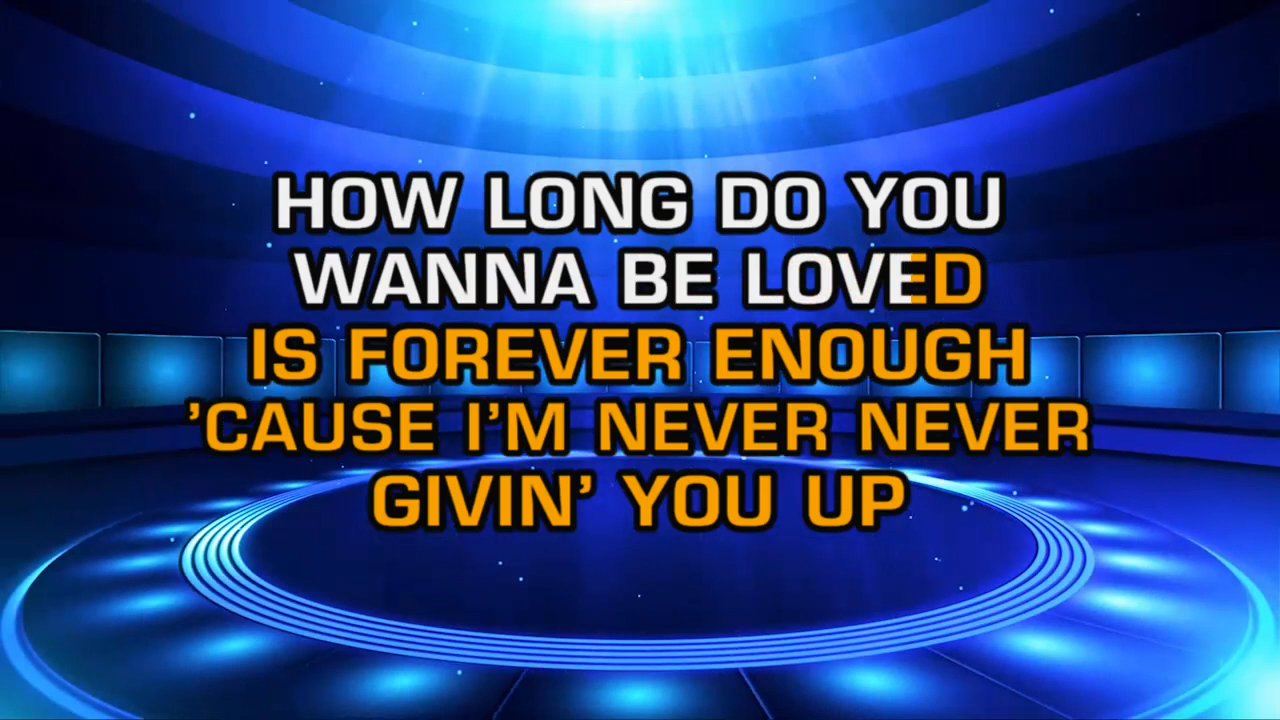 HOW LONG DO YOU
WANNA BE LOVED
IS FOREVER ENOUGH
’CAUSE I’M NEVER NEVER
GIVIN’ YOU UP